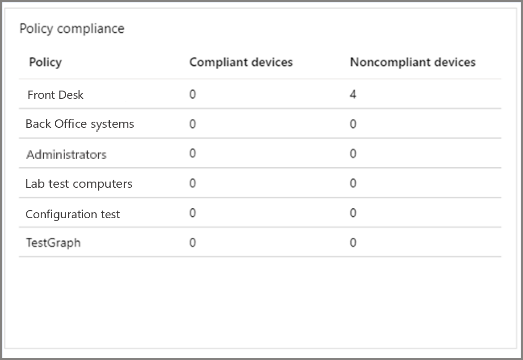 Policy compliance
Policy Compliant devices Noncompliant devices
Front Desk 0 4
Back Office systems 0 0
Administrators 0 0
Lab test computers 0 0
Configuration test 0 0
TestGraph 0 0